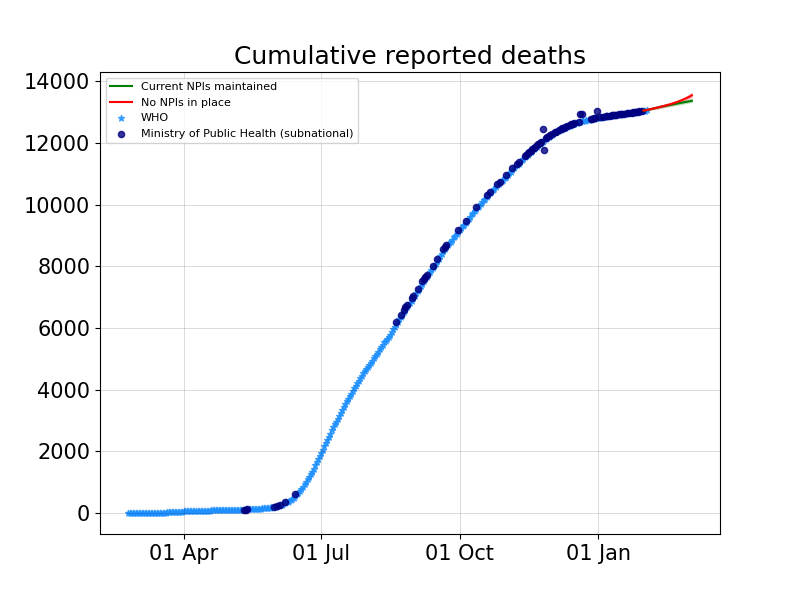 Cumulative reported deaths
14000
12000
10000
8000
6000
4000
2000
0
Current NPIs maintained
No NPIs in place
WHO
Ministry of Public Health (subnational)
01 Apr
01 Jul
01 Oct
01 Jan